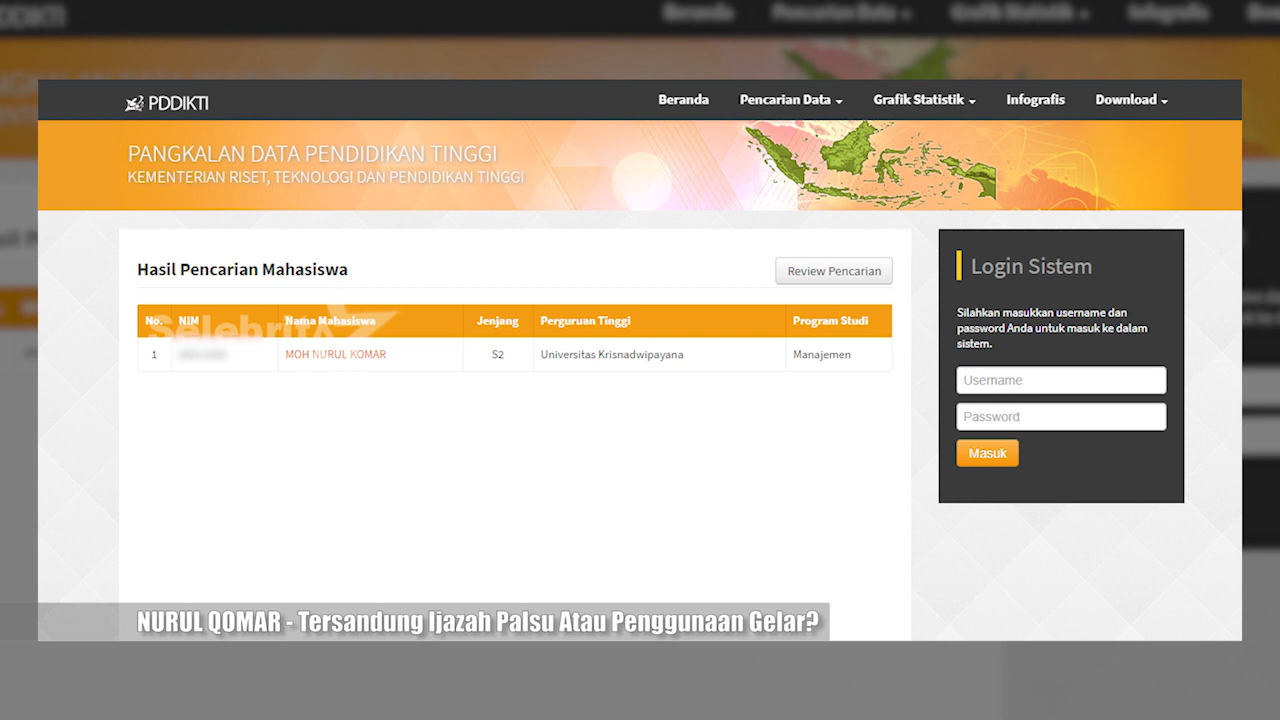 PDDIKTI
Beranda Pencarian Data Grafik Statistik Infografis Download
PANGKALAN DATA PENDIDIKAN TINGGI
KEMENTERIAN RISET, TEKNOLOGI DAN PENDIDIKAN TINGGI
Hasil Pencarian Mahasiswa
Review Pencarian
No. NIM Nama Mahasiswa Jenjang Perguruan Tinggi Program Studi
1 MOH NURUL KOMAR S2 Universitas Krisnadwipayana Manajemen
Login Sistem
Silahkan masukkan username dan
password Anda untuk masuk ke dalam
sistem.
Username
Password
Masuk
NURUL QOMAR - Tersandung Ijazah Palsu Atau Penggunaan Gelar?